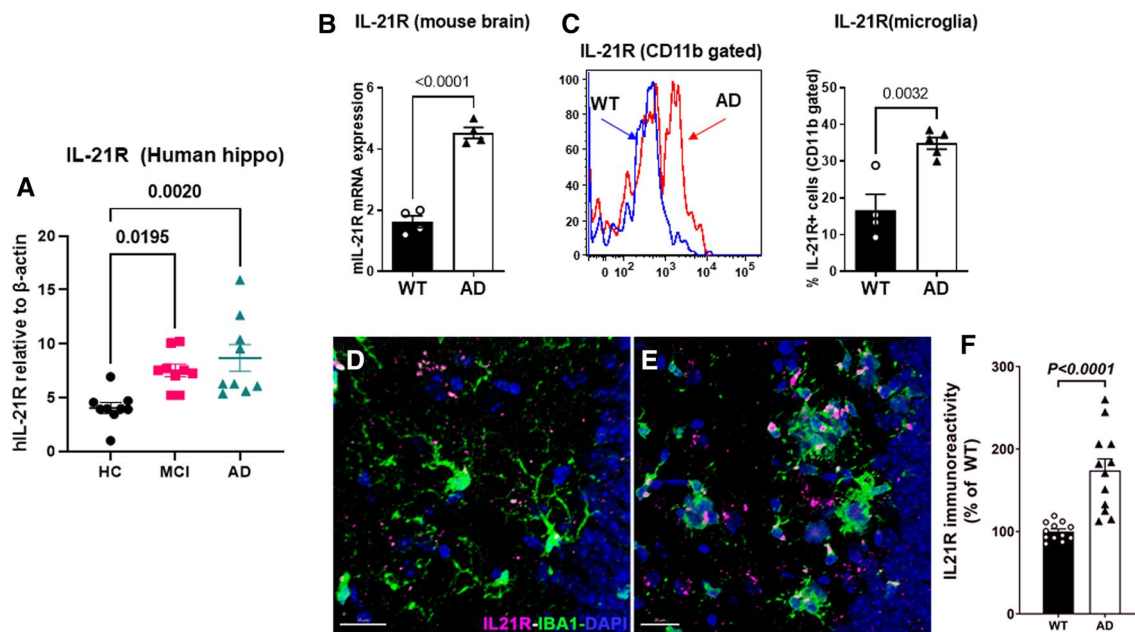 A
IL-21R (Human hippo)
0.0020
0.0195
hIL-21R relative to β-actin
20
15
10
5
0
HC MCI AD
B
IL-21R (mouse brain)
<0.0001
mIL-21R mRNA expression
6
4
2
0
WT AD
C
IL-21R (CD11b gated)
100
80
60
40
20
0
WT AD
0 10² 10³ 10⁴ 10⁵
IL-21R(microglia)
0.0032
% IL-21R+ cells (CD11b gated)
50
40
30
20
10
0
WT AD
D
E
IL21R-IBA1-DAPI
F
P<0.0001
IL21R immunoreactivity
(% of WT)
300
200
100
0
WT AD